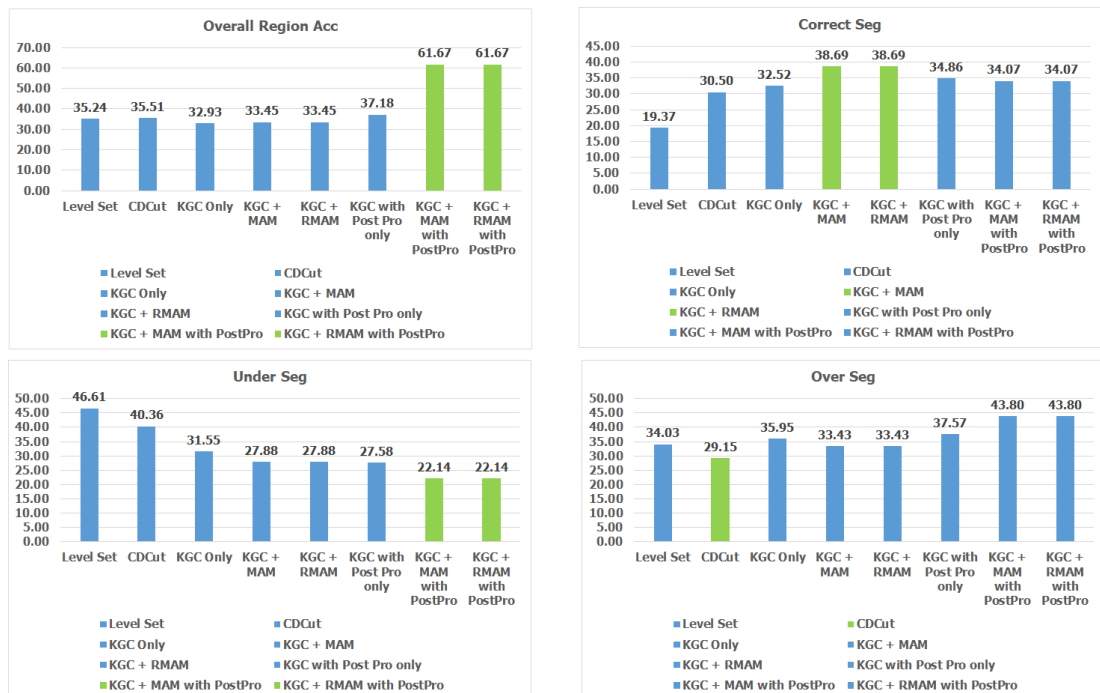 Overall Region Acc
70.00
60.00
50.00
40.00
30.00
20.00
10.00
0.00
35.24
35.51
32.93
33.45
33.45
37.18
61.67
61.67
Level Set
CDCut
KGC Only
KGC +
MAM
KGC +
RMAM
KGC with
Post Pro
only
KGC +
MAM
with
PostPro
KGC +
RMAM
with
PostPro
Level Set
CDCut
KGC Only
KGC + MAM
KGC + RMAM
KGC with Post Pro only
KGC + MAM with PostPro
KGC + RMAM with PostPro
Correct Seg
45.00
40.00
35.00
30.00
25.00
20.00
15.00
10.00
5.00
0.00
19.37
30.50
32.52
38.69
38.69
34.86
34.07
34.07
Level Set
CDCut
KGC Only
KGC +
MAM
KGC +
RMAM
KGC with
Post Pro
only
KGC +
MAM
with
PostPro
KGC +
RMAM
with
PostPro
Level Set
CDCut
KGC Only
KGC + MAM
KGC + RMAM
KGC with Post Pro only
KGC + MAM with PostPro
KGC + RMAM with PostPro
Under Seg
50.00
45.00
40.00
35.00
30.00
25.00
20.00
15.00
10.00
5.00
0.00
46.61
40.36
31.55
27.88
27.88
27.58
22.14
22.14
Level Set
CDCut
KGC Only
KGC +
MAM
KGC +
RMAM
KGC with
Post Pro
only
KGC +
MAM
with
PostPro
KGC +
RMAM
with
PostPro
Level Set
CDCut
KGC Only
KGC + MAM
KGC + RMAM
KGC with Post Pro only
KGC + MAM with PostPro
KGC + RMAM with PostPro
Over Seg
50.00
45.00
40.00
35.00
30.00
25.00
20.00
15.00
10.00
5.00
0.00
34.03
29.15
35.95
33.43
33.43
37.57
43.80
43.80
Level Set
CDCut
KGC Only
KGC +
MAM
KGC +
RMAM
KGC with
Post Pro
only
KGC +
MAM
with
PostPro
KGC +
RMAM
with
PostPro
Level Set
CDCut
KGC Only
KGC + MAM
KGC + RMAM
KGC with Post Pro only
KGC + MAM with PostPro
KGC + RMAM with PostPro